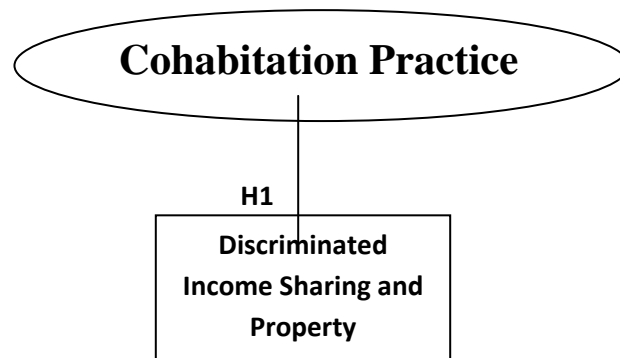 Cohabitation Practice
H1
Discriminated
Income Sharing and
Property